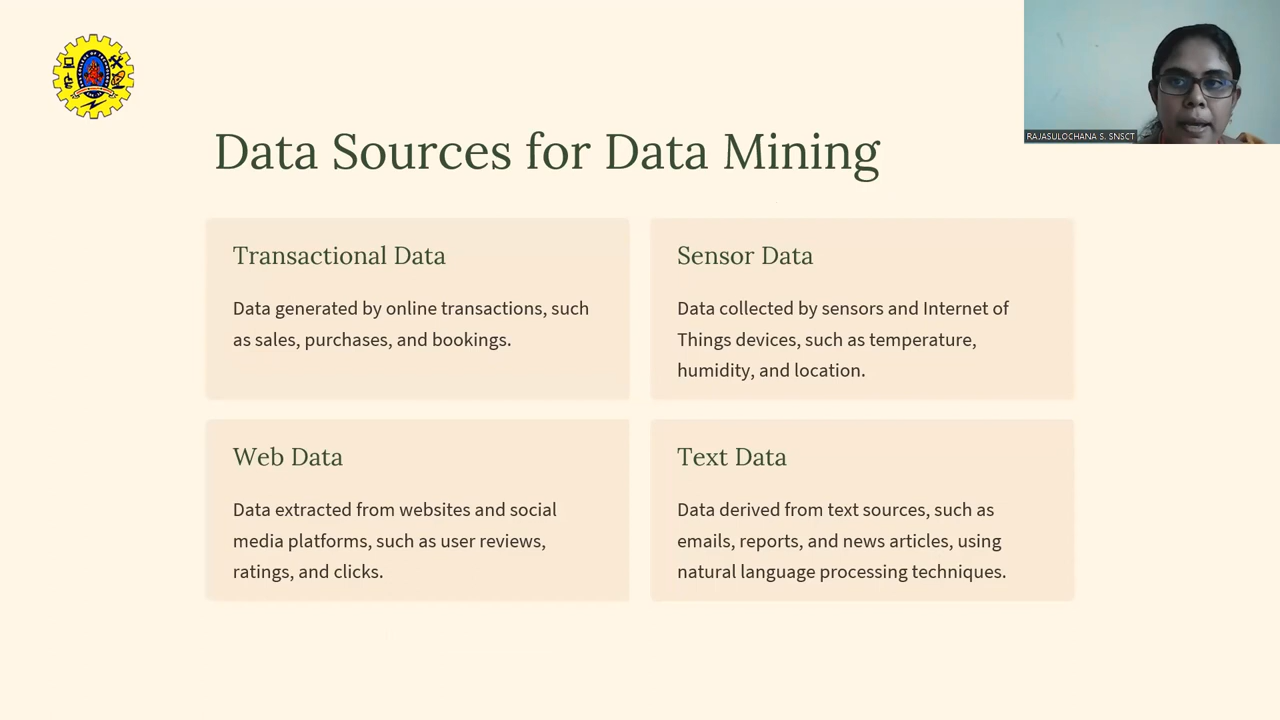 RAJASULOCHANA S. SNSCT
Data Sources for Data Mining
Transactional Data
Data generated by online transactions, such
as sales, purchases, and bookings.
Sensor Data
Data collected by sensors and Internet of
Things devices, such as temperature,
humidity, and location.
Web Data
Data extracted from websites and social
media platforms, such as user reviews,
ratings, and clicks.
Text Data
Data derived from text sources, such as
emails, reports, and news articles, using
natural language processing techniques.